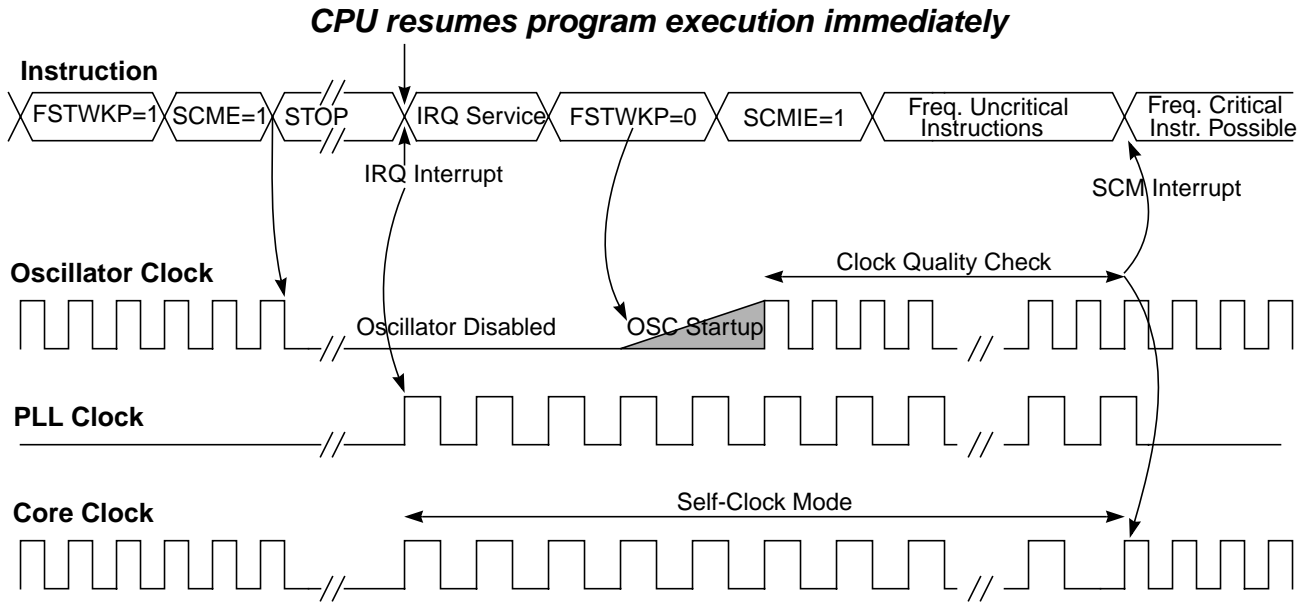 CPU resumes program execution immediately
Instruction
FSTWKP=1 SCME=1 STOP IRQ Service FSTWKP=0 SCMIE=1 Freq. Uncritical Instructions Freq. Critical Instr. Possible
IRQ Interrupt
SCM Interrupt
Oscillator Clock
Clock Quality Check
Oscillator Disabled
OSC Startup
PLL Clock
Self-Clock Mode
Core Clock